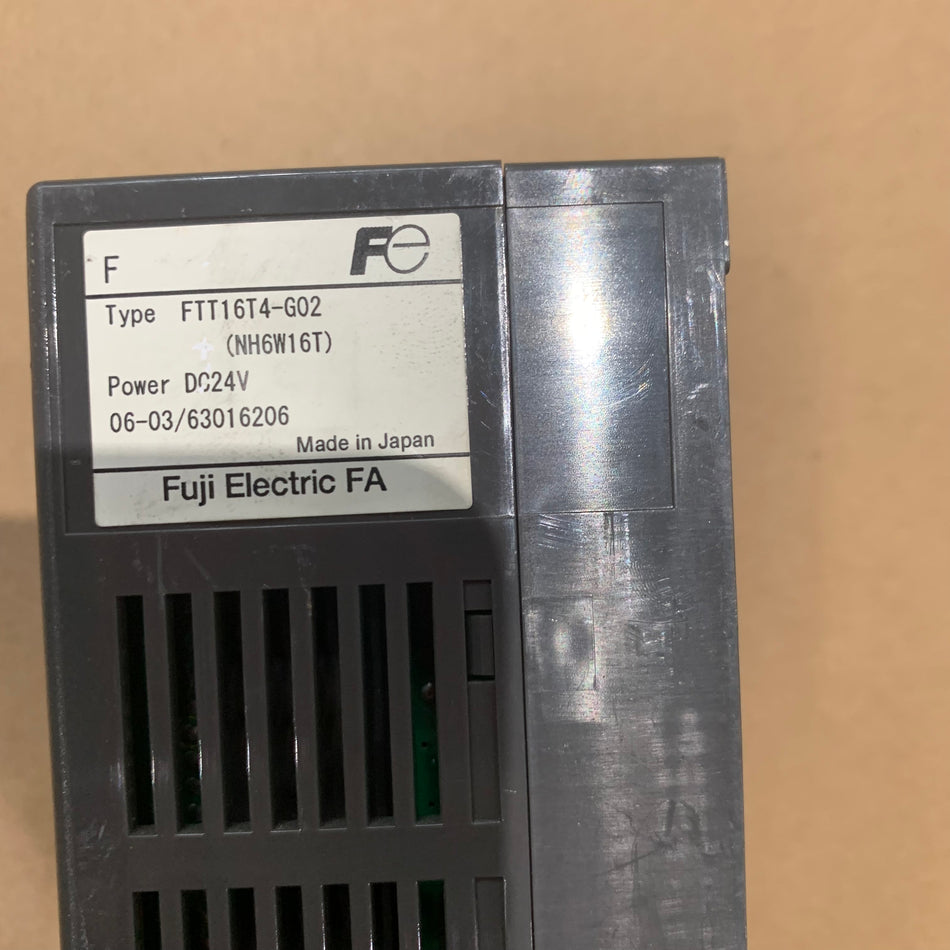 F Fe
Type FTT16T4-G02
(NH6W16T)
Power DC24V
06-03/63016206
Made in Japan
Fuji Electric FA